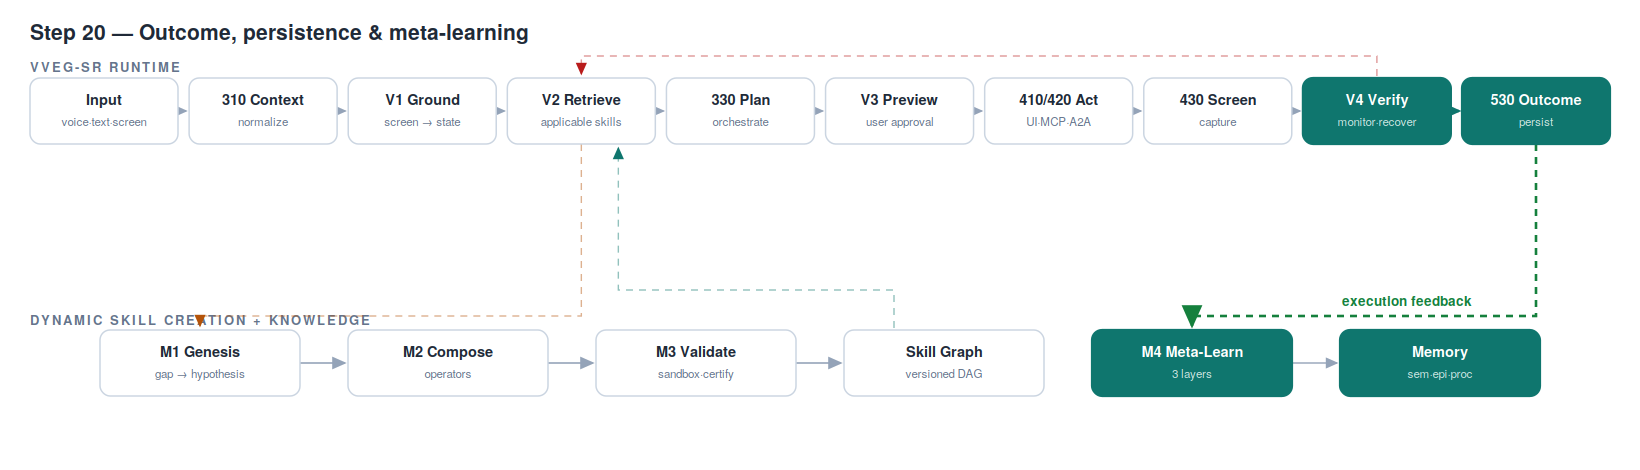 Step 20 — Outcome, persistence & meta-learning
VVEG-SR RUNTIME
Input
voice·text·screen
310 Context
normalize
V1 Ground
screen → state
V2 Retrieve
applicable skills
330 Plan
orchestrate
V3 Preview
user approval
410/420 Act
UI·MCP·A2A
430 Screen
capture
V4 Verify
monitor·recover
530 Outcome
persist
execution feedback
DYNAMIC SKILL CREATION + KNOWLEDGE
M1 Genesis
gap → hypothesis
M2 Compose
operators
M3 Validate
sandbox·certify
Skill Graph
versioned DAG
M4 Meta-Learn
3 layers
Memory
sem·epi·proc